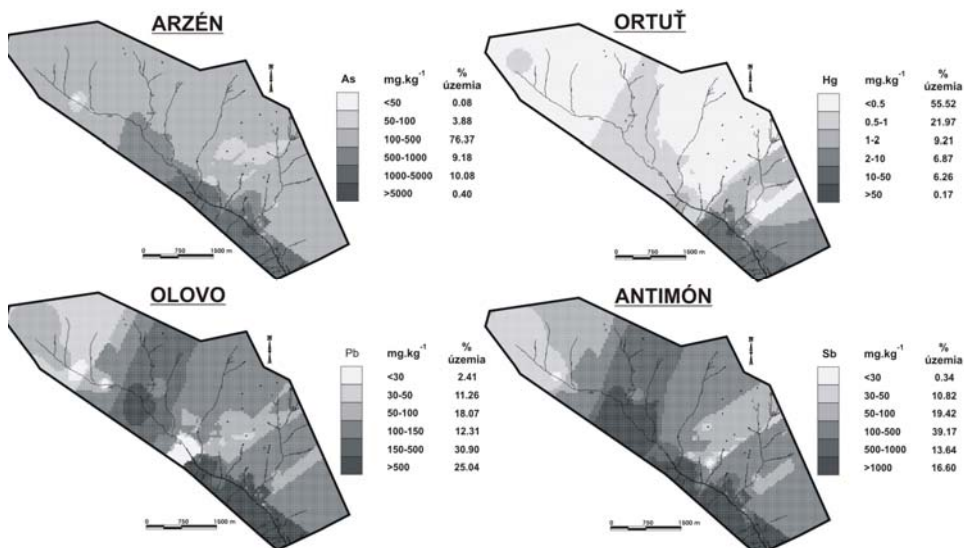 ARZÉN
As mg.kg⁻¹ % územia
<50 0.08
50-100 3.88
100-500 76.37
500-1000 9.18
1000-5000 10.08
>5000 0.40
N
0 750 1500 m
ORTUŤ
Hg mg.kg⁻¹ % územia
<0.5 55.52
0.5-1 21.97
1-2 9.21
2-10 6.87
10-50 6.26
>50 0.17
N
0 750 1500 m
OLOVO
Pb mg.kg⁻¹ % územia
<30 2.41
30-50 11.26
50-100 18.07
100-150 12.31
150-500 30.90
>500 25.04
N
0 750 1500 m
ANTIMÓN
Sb mg.kg⁻¹ % územia
<30 0.34
30-50 10.82
50-100 19.42
100-500 39.17
500-1000 13.64
>1000 16.60
N
0 750 1500 m